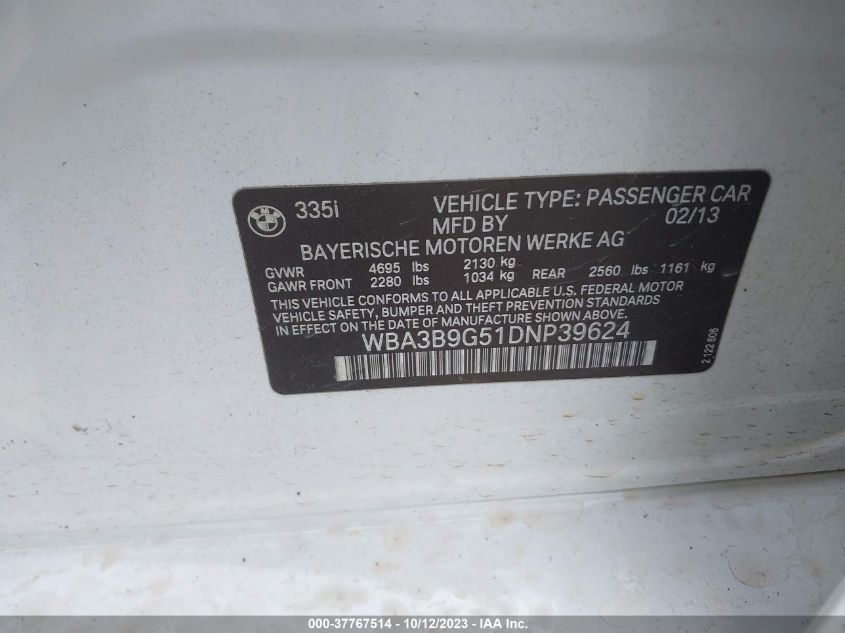 335i VEHICLE TYPE: PASSENGER CAR
MFD BY 02/13
BAYERISCHE MOTOREN WERKE AG
GVWR 4695 lbs 2130 kg
GAWR FRONT 2280 lbs 1034 kg REAR 2560 lbs 1161 kg
THIS VEHICLE CONFORMS TO ALL APPLICABLE U.S. FEDERAL MOTOR
VEHICLE SAFETY, BUMPER AND THEFT PREVENTION STANDARDS
IN EFFECT ON THE DATE OF MANUFACTURE SHOWN ABOVE.
WBA3B9G51DNP39624
2 122 606
000-37767514 - 10/12/2023 - IAA Inc.